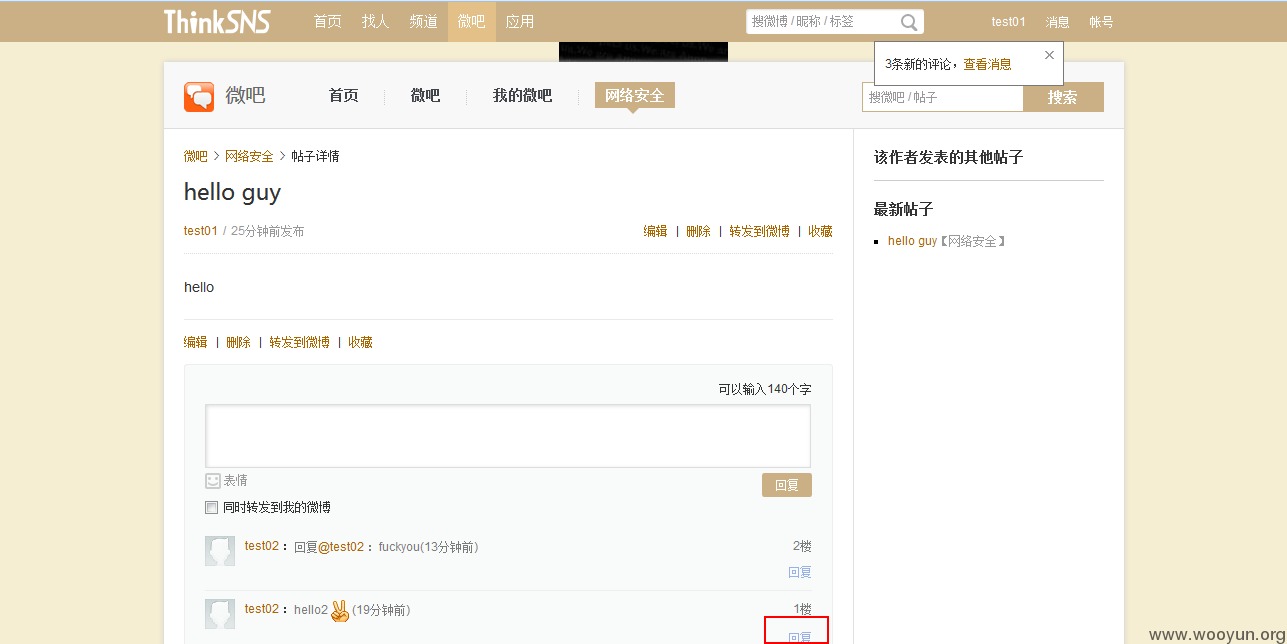 ThinkSNS 首页 找人 频道 微吧 应用 搜微博 / 昵称 / 标签 test01 消息 帐号
3条新的评论，查看消息 ×
微吧 首页 微吧 我的微吧 网络安全 搜微吧 / 帖子 搜索
微吧 > 网络安全 > 帖子详情
hello guy
test01 / 25分钟前发布 编辑 | 删除 | 转发到微博 | 收藏
hello
编辑 | 删除 | 转发到微博 | 收藏
可以输入140个字
表情 回复
同时转发到我的微博
test02： 回复@test02： fuckyou(13分钟前) 2楼
回复
test02： hello2 (19分钟前) 1楼
回复
该作者发表的其他帖子
最新帖子
hello guy【网络安全】
www.wooyun.org